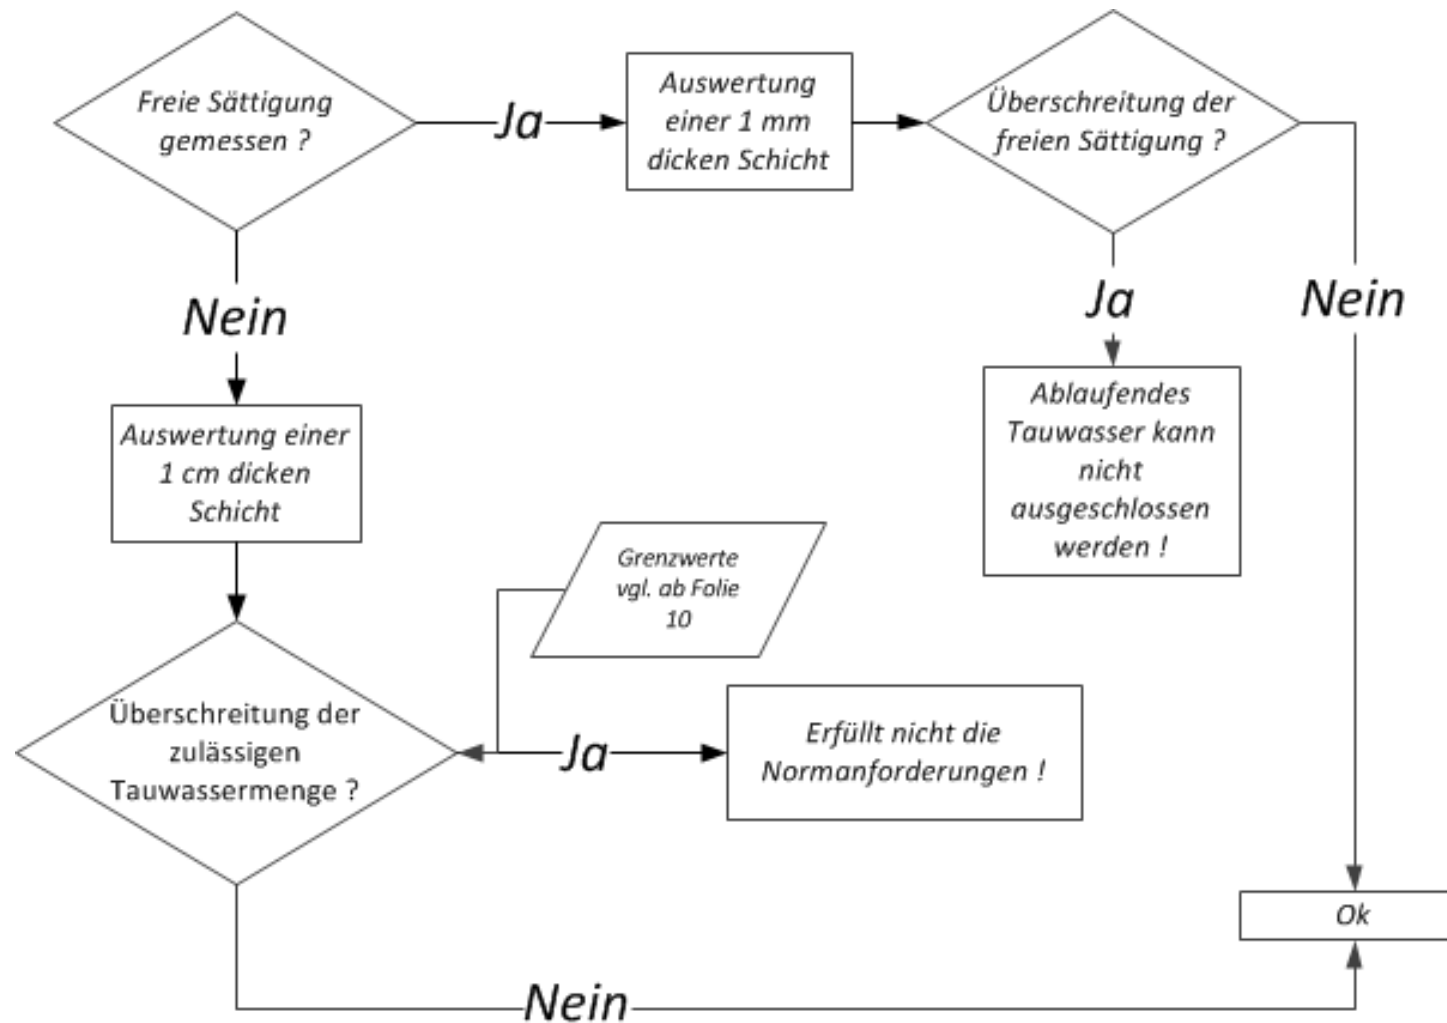 Freie Sättigung
gemessen ?
Ja
Auswertung
einer 1 mm
dicken Schicht
Überschreitung der
freien Sättigung ?
Nein
Ja
Nein
Auswertung einer
1 cm dicken
Schicht
Ablaufendes
Tauwasser kann
nicht
ausgeschlossen
werden !
Grenzwerte
vgl. ab Folie
10
Überschreitung der
zulässigen
Tauwassermenge ?
Ja
Erfüllt nicht die
Normanforderungen !
Ok
Nein